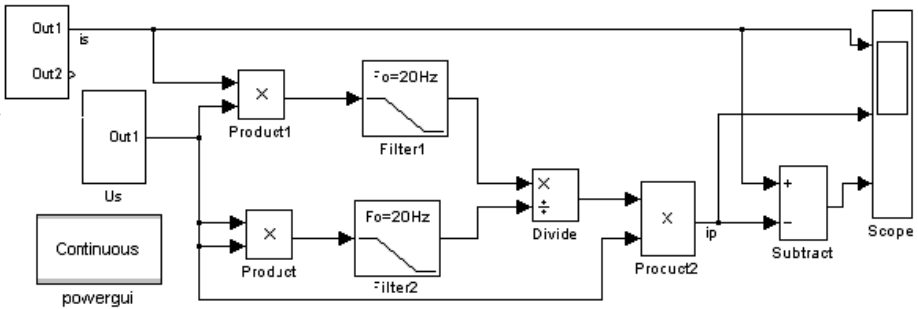 Out1
is
Out2
Out1
Us
Continuous
powergui
×
Product1
Fo=20Hz
Filter1
×
Product
Fo=20Hz
Filter2
×
÷
Divide
×
Procuct2
ip
+
−
Subtract
Scope